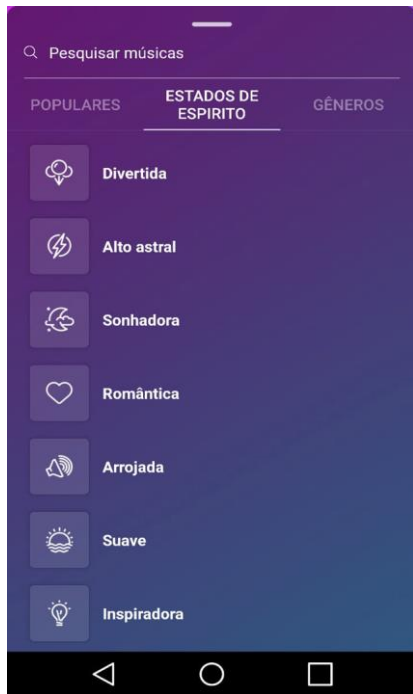 Pesquisar músicas
POPULARES
ESTADOS DE
ESPIRITO
GÊNEROS
Divertida
Alto astral
Sonhadora
Romântica
Arrojada
Suave
Inspiradora